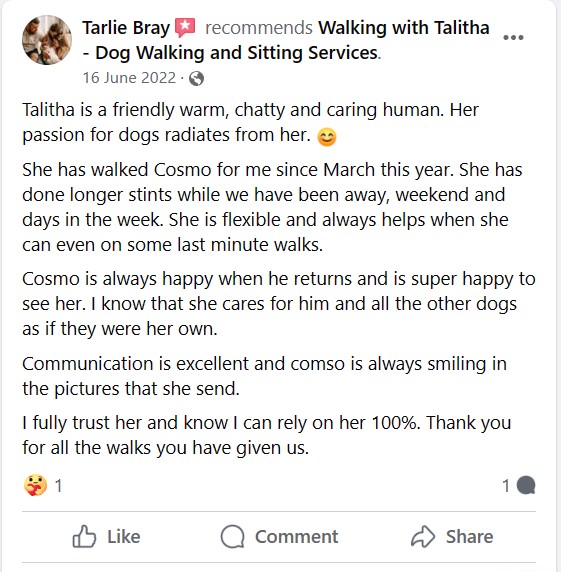 Tarlie Bray recommends Walking with Talitha
- Dog Walking and Sitting Services.
16 June 2022 ·
Talitha is a friendly warm, chatty and caring human. Her
passion for dogs radiates from her. 😊
She has walked Cosmo for me since March this year. She has
done longer stints while we have been away, weekend and
days in the week. She is flexible and always helps when she
can even on some last minute walks.
Cosmo is always happy when he returns and is super happy to
see her. I know that she cares for him and all the other dogs
as if they were her own.
Communication is excellent and comso is always smiling in
the pictures that she send.
I fully trust her and know I can rely on her 100%. Thank you
for all the walks you have given us.
1 1
Like Comment Share